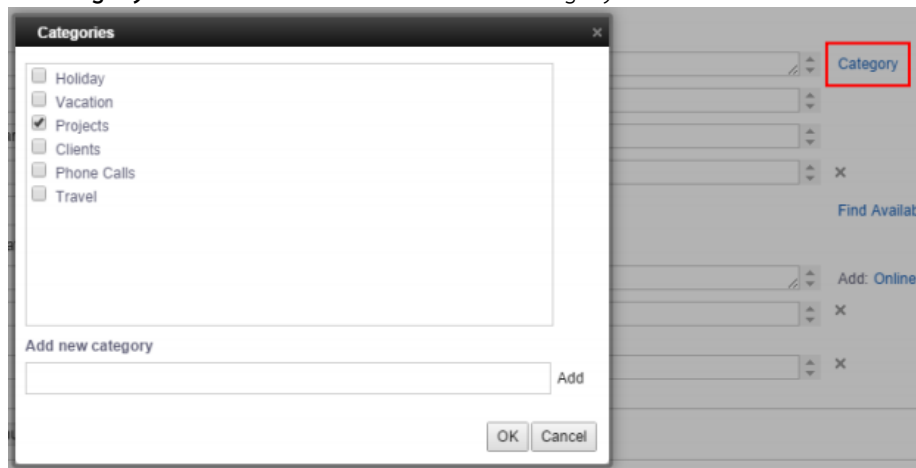 Categories ×
Category
Holiday
Vacation
Projects
Clients
Phone Calls
Travel
Find Availab
Add: Online
Add new category
Add
OK Cancel